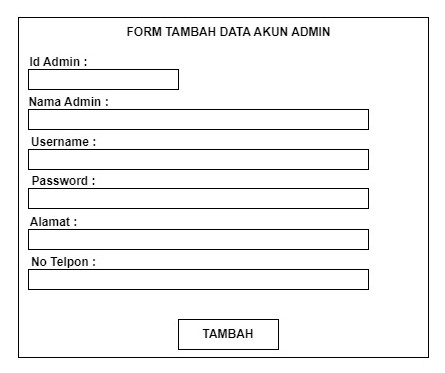 FORM TAMBAH DATA AKUN ADMIN
Id Admin :
Nama Admin :
Username :
Password :
Alamat :
No Telpon :
TAMBAH